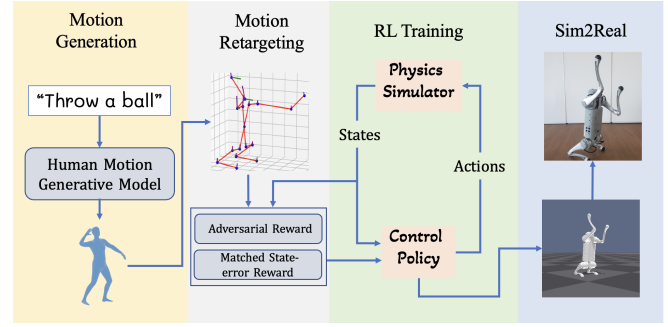 Motion
Generation
Motion
Retargeting
RL Training
Sim2Real
“Throw a ball”
Human Motion
Generative Model
Adversarial Reward
Matched State-
error Reward
Physics
Simulator
States
Actions
Control
Policy